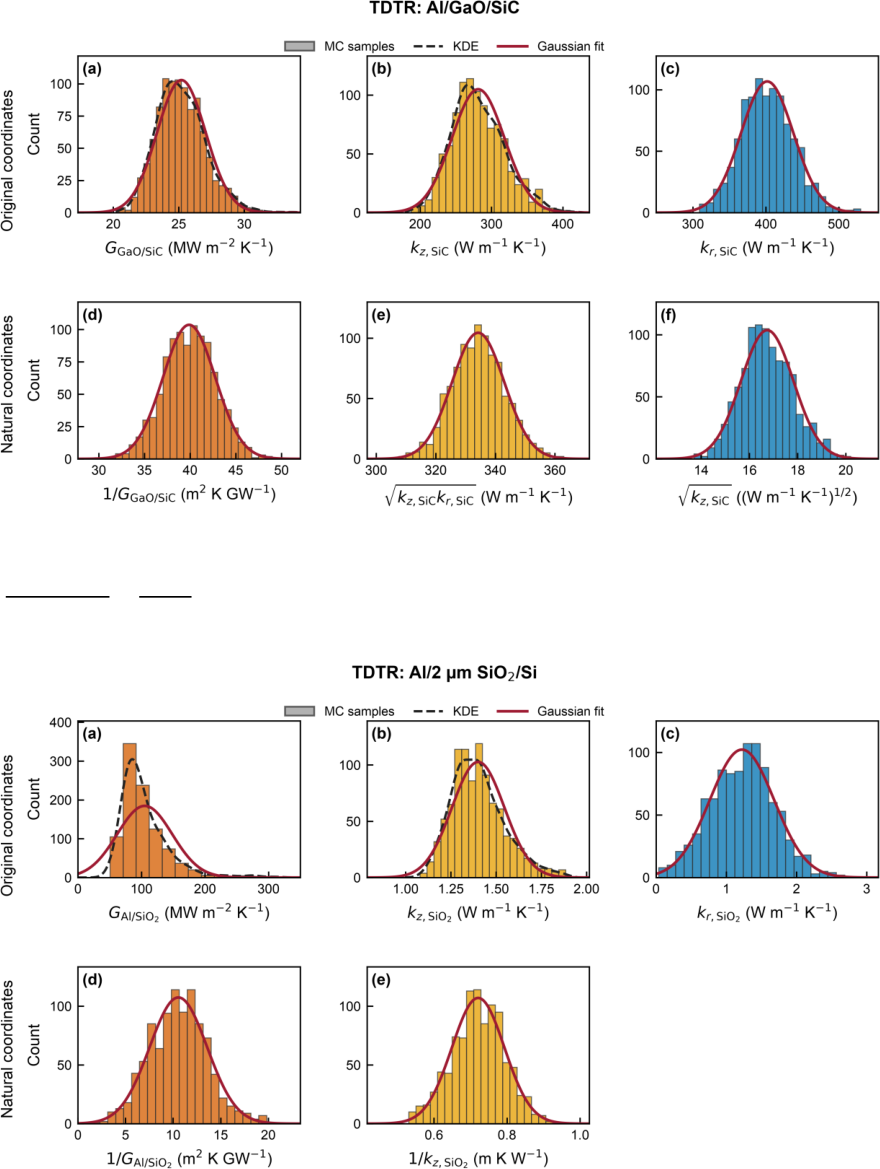 TDTR: Al/GaO/SiC
MC samples KDE Gaussian fit
Original coordinates
Count
(a)
100
75
50
25
0
20 25 30
G_GaO/SiC (MW m⁻² K⁻¹)
(b)
100
50
0
200 300 400
k_z, SiC (W m⁻¹ K⁻¹)
(c)
100
50
0
300 400 500
k_r, SiC (W m⁻¹ K⁻¹)
Natural coordinates
Count
(d)
100
75
50
25
0
30 35 40 45 50
1/G_GaO/SiC (m² K GW⁻¹)
(e)
100
50
0
300 320 340 360
√k_z, SiC k_r, SiC (W m⁻¹ K⁻¹)
(f)
100
50
0
14 16 18 20
√k_z, SiC ((W m⁻¹ K⁻¹)^1/2)
TDTR: Al/2 µm SiO₂/Si
MC samples KDE Gaussian fit
Original coordinates
Count
(a)
400
300
200
100
0
0 100 200 300
G_Al/SiO₂ (MW m⁻² K⁻¹)
(b)
100
50
0
1.00 1.25 1.50 1.75 2.00
k_z, SiO₂ (W m⁻¹ K⁻¹)
(c)
100
50
0
0 1 2 3
k_r, SiO₂ (W m⁻¹ K⁻¹)
Natural coordinates
Count
(d)
100
50
0
0 5 10 15 20
1/G_Al/SiO₂ (m² K GW⁻¹)
(e)
100
50
0
0.6 0.8 1.0
1/k_z, SiO₂ (m K W⁻¹)